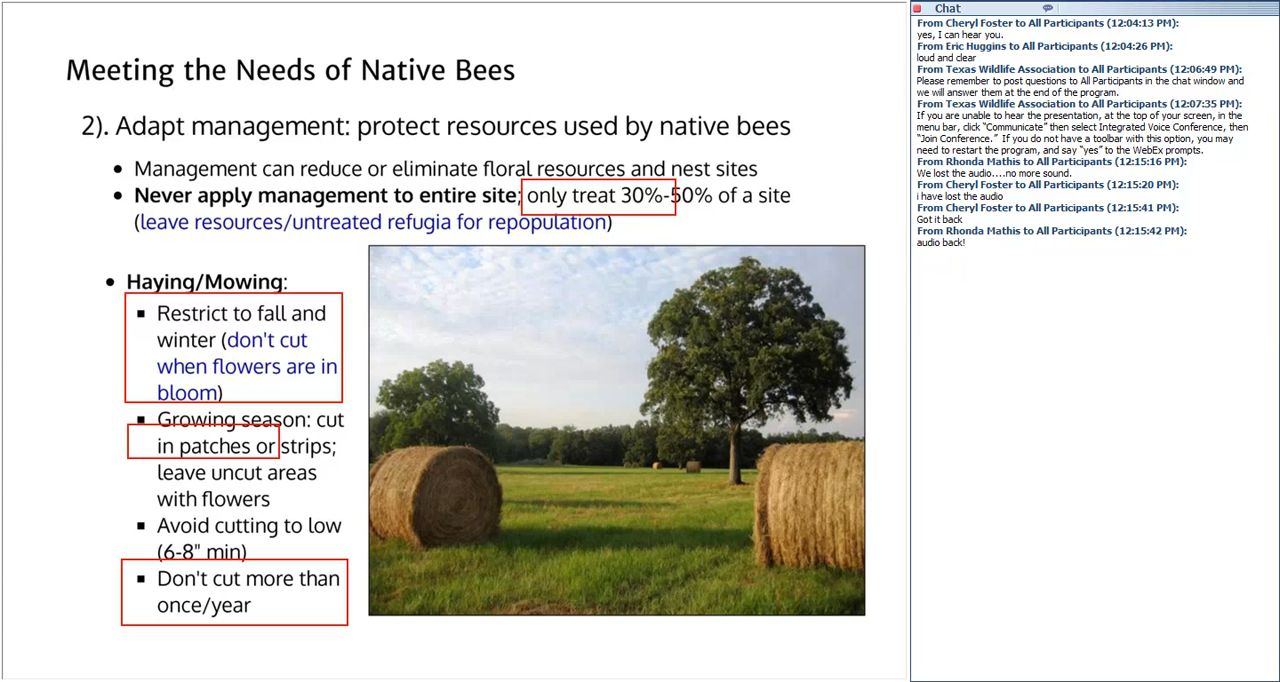 Meeting the Needs of Native Bees
2). Adapt management: protect resources used by native bees
• Management can reduce or eliminate floral resources and nest sites
• Never apply management to entire site; only treat 30%-50% of a site
(leave resources/untreated refugia for repopulation)
• Haying/Mowing:
▪ Restrict to fall and
winter (don't cut
when flowers are in
bloom)
▪ Growing season: cut
in patches or strips;
leave uncut areas
with flowers
▪ Avoid cutting to low
(6-8" min)
▪ Don't cut more than
once/year
Chat
From Cheryl Foster to All Participants (12:04:13 PM):
yes, I can hear you.
From Eric Huggins to All Participants (12:04:26 PM):
loud and clear
From Texas Wildlife Association to All Participants (12:06:49 PM):
Please remember to post questions to All Participants in the chat window and
we will answer them at the end of the program.
From Texas Wildlife Association to All Participants (12:07:35 PM):
If you are unable to hear the presentation, at the top of your screen, in the
menu bar, click “Communicate” then select Integrated Voice Conference, then
“Join Conference.”  If you do not have a toolbar with this option, you may
need to restart the program, and say “yes” to the WebEx prompts.
From Rhonda Mathis to All Participants (12:15:16 PM):
We lost the audio....no more sound.
From Cheryl Foster to All Participants (12:15:20 PM):
i have lost the audio
From Cheryl Foster to All Participants (12:15:41 PM):
Got it back
From Rhonda Mathis to All Participants (12:15:42 PM):
audio back!